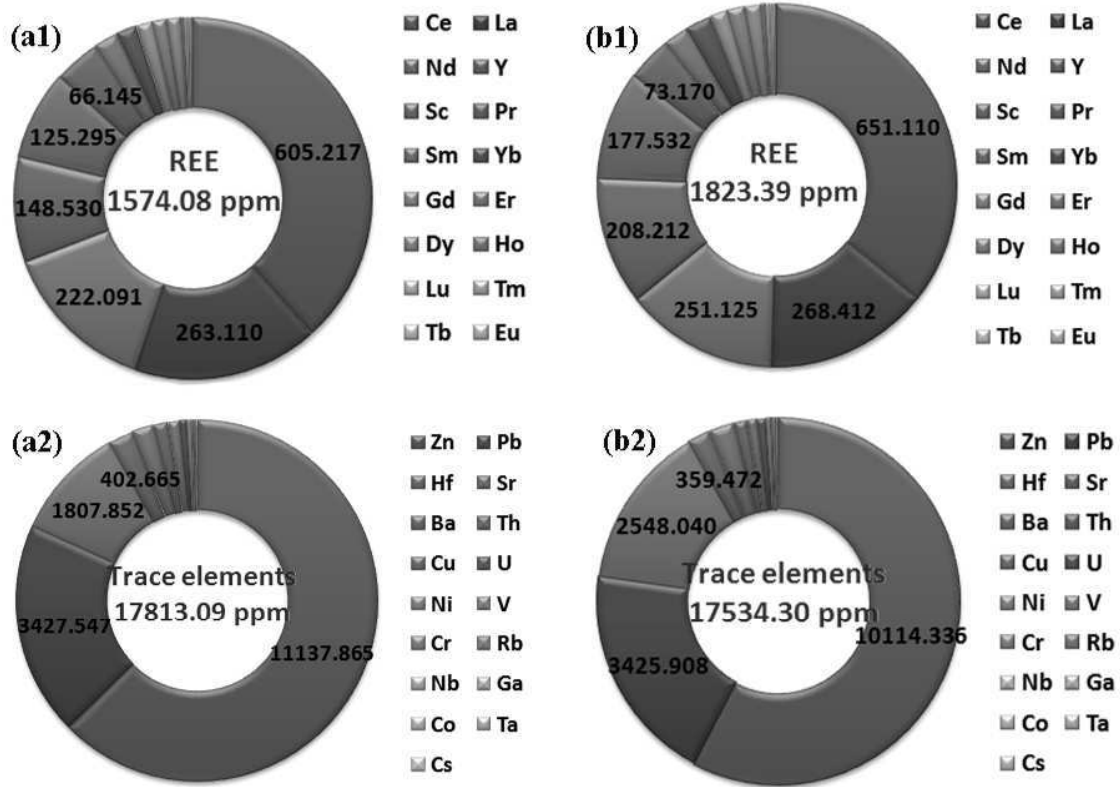 (a1)
605.217
263.110
222.091
148.530
125.295
66.145
REE
1574.08 ppm
Ce La
Nd Y
Sc Pr
Sm Yb
Gd Er
Dy Ho
Lu Tm
Tb Eu
(b1)
651.110
268.412
251.125
208.212
177.532
73.170
REE
1823.39 ppm
Ce La
Nd Y
Sc Pr
Sm Yb
Gd Er
Dy Ho
Lu Tm
Tb Eu
(a2)
11137.865
3427.547
1807.852
402.665
Trace elements
17813.09 ppm
Zn Pb
Hf Sr
Ba Th
Cu U
Ni V
Cr Rb
Nb Ga
Co Ta
Cs
(b2)
10114.336
3425.908
2548.040
359.472
Trace elements
17534.30 ppm
Zn Pb
Hf Sr
Ba Th
Cu U
Ni V
Cr Rb
Nb Ga
Co Ta
Cs